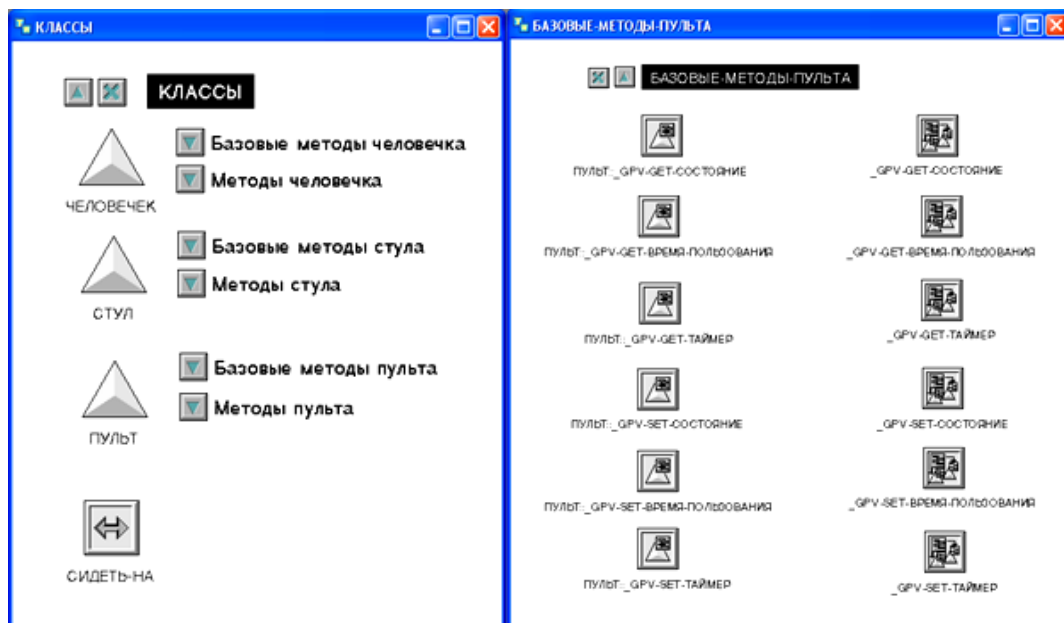 КЛАССЫ
КЛАССЫ
Базовые методы человечка
Методы человечка
ЧЕЛОВЕЧЕК
Базовые методы стула
Методы стула
СТУЛ
Базовые методы пульта
Методы пульта
ПУЛЬТ
СИДЕТЬ-НА
БАЗОВЫЕ-МЕТОДЫ-ПУЛЬТА
БАЗОВЫЕ-МЕТОДЫ-ПУЛЬТА
ПУЛЬТ::_GPV-GET-СОСТОЯНИЕ
_GPV-GET-СОСТОЯНИЕ
ПУЛЬТ::_GPV-GET-ВРЕМЯ-ПОЛЬЗОВАНИЯ
_GPV-GET-ВРЕМЯ-ПОЛЬЗОВАНИЯ
ПУЛЬТ::_GPV-GET-ТАЙМЕР
_GPV-GET-ТАЙМЕР
ПУЛЬТ::_GPV-SET-СОСТОЯНИЕ
_GPV-SET-СОСТОЯНИЕ
ПУЛЬТ::_GPV-SET-ВРЕМЯ-ПОЛЬЗОВАНИЯ
_GPV-SET-ВРЕМЯ-ПОЛЬЗОВАНИЯ
ПУЛЬТ::_GPV-SET-ТАЙМЕР
_GPV-SET-ТАЙМЕР